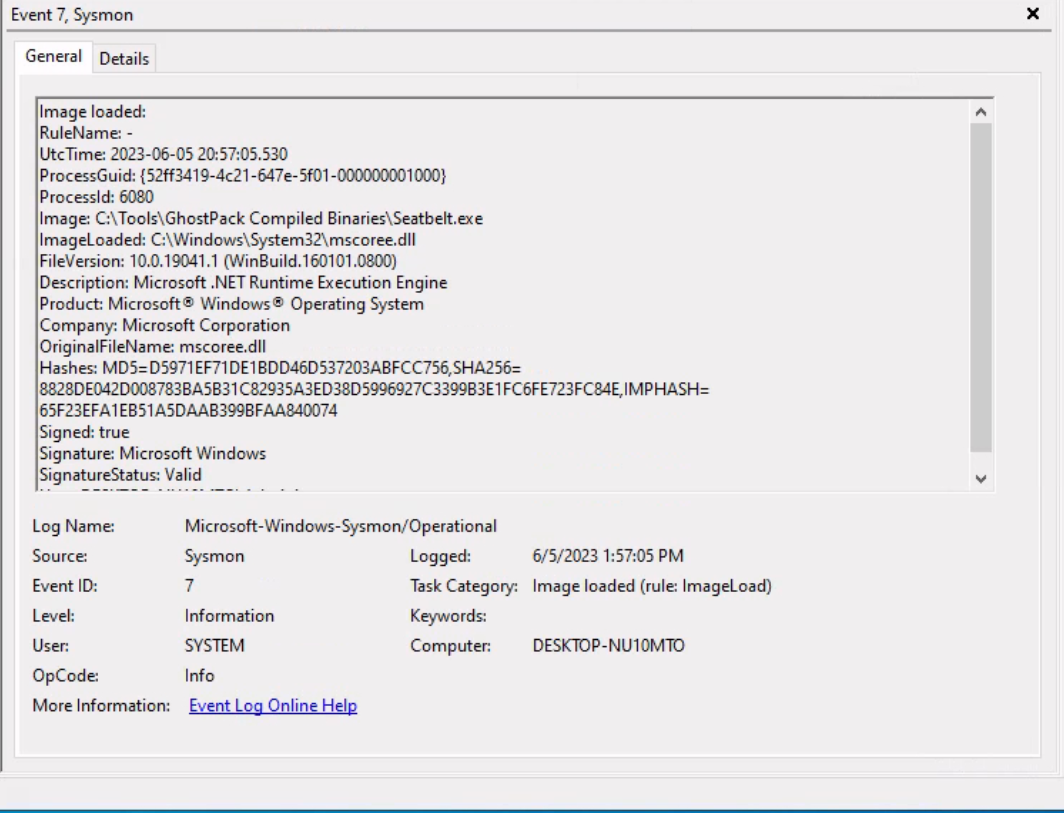 Event 7, Sysmon
General Details
Image loaded:
RuleName: -
UtcTime: 2023-06-05 20:57:05.530
ProcessGuid: {52ff3419-4c21-647e-5f01-000000001000}
ProcessId: 6080
Image: C:\Tools\GhostPack Compiled Binaries\Seatbelt.exe
ImageLoaded: C:\Windows\System32\mscoree.dll
FileVersion: 10.0.19041.1 (WinBuild.160101.0800)
Description: Microsoft .NET Runtime Execution Engine
Product: Microsoft® Windows® Operating System
Company: Microsoft Corporation
OriginalFileName: mscoree.dll
Hashes: MD5=D5971EF71DE1BDD46D537203ABFCC756,SHA256=
8828DE042D008783BA5B31C82935A3ED38D5996927C3399B3E1FC6FE723FC84E,IMPHASH=
65F23EFA1EB51A5DAAB399BFAA840074
Signed: true
Signature: Microsoft Windows
SignatureStatus: Valid
Log Name: Microsoft-Windows-Sysmon/Operational
Source: Sysmon Logged: 6/5/2023 1:57:05 PM
Event ID: 7 Task Category: Image loaded (rule: ImageLoad)
Level: Information Keywords:
User: SYSTEM Computer: DESKTOP-NU10MTO
OpCode: Info
More Information: Event Log Online Help